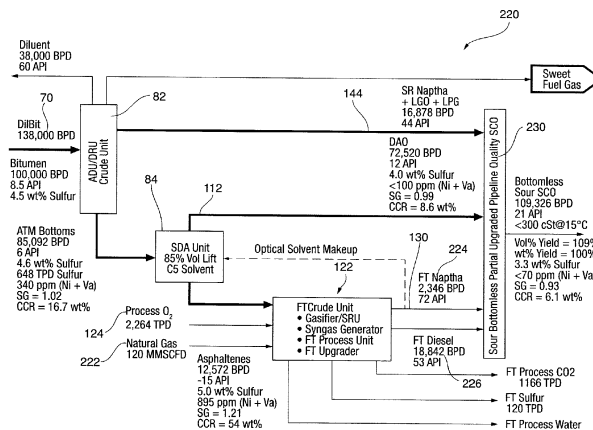 220
Diluent
38,000 BPD
60 API
Sweet
Fuel Gas
70
82
DilBit
138,000 BPD
ADU/DRU
Crude Unit
144
SR Naptha
+ LGO + LPG
16,878 BPD
44 API
230
Bitumen
100,000 BPD
8.5 API
4.5 wt% Sulfur
84
112
DAO
72,520 BPD
12 API
4.0 wt% Sulfur
<100 ppm (Ni + Va)
SG = 0.99
CCR = 8.6 wt%
Sour Bottomless Partial Upgraded Pipeline Quality SCO
Bottomless
Sour SCO
109,326 BPD
21 API
<300 cSt@15°C
Vol% Yield = 109%
wt% Yield = 100%
3.3 wt% Sulfur
<70 ppm (Ni + Va)
SG = 0.93
CCR = 6.1 wt%
ATM Bottoms
85,092 BPD
6 API
4.6 wt% Sulfur
648 TPD Sulfur
340 ppm (Ni + Va)
SG = 1.02
CCR = 16.7 wt%
SDA Unit
85% Vol Lift
C5 Solvent
Optical Solvent Makeup
130
224
FT Naptha
2,346 BPD
72 API
122
124
Process O2
2,264 TPD
222
Natural Gas
120 MMSCFD
FTCrude Unit
• Gasifier/SRU
• Syngas Generator
• FT Process Unit
• FT Upgrader
FT Diesel
18,842 BPD
53 API
226
Asphaltenes
12,572 BPD
-15 API
5.0 wt% Sulfur
895 ppm (Ni + Va)
SG = 1.21
CCR = 54 wt%
FT Process CO2
1166 TPD
FT Sulfur
120 TPD
FT Process Water